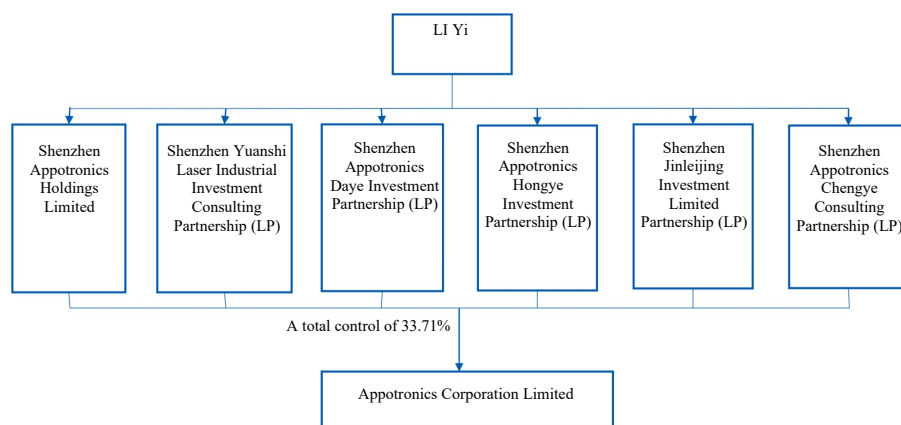 LI Yi
Shenzhen
Appotronics
Holdings
Limited
Shenzhen Yuanshi
Laser Industrial
Investment
Consulting
Partnership (LP)
Shenzhen
Appotronics
Daye Investment
Partnership (LP)
Shenzhen
Appotronics
Hongye
Investment
Partnership (LP)
Shenzhen
Jinleijing
Investment
Limited
Partnership (LP)
Shenzhen
Appotronics
Chengye
Consulting
Partnership (LP)
A total control of 33.71%
Appotronics Corporation Limited